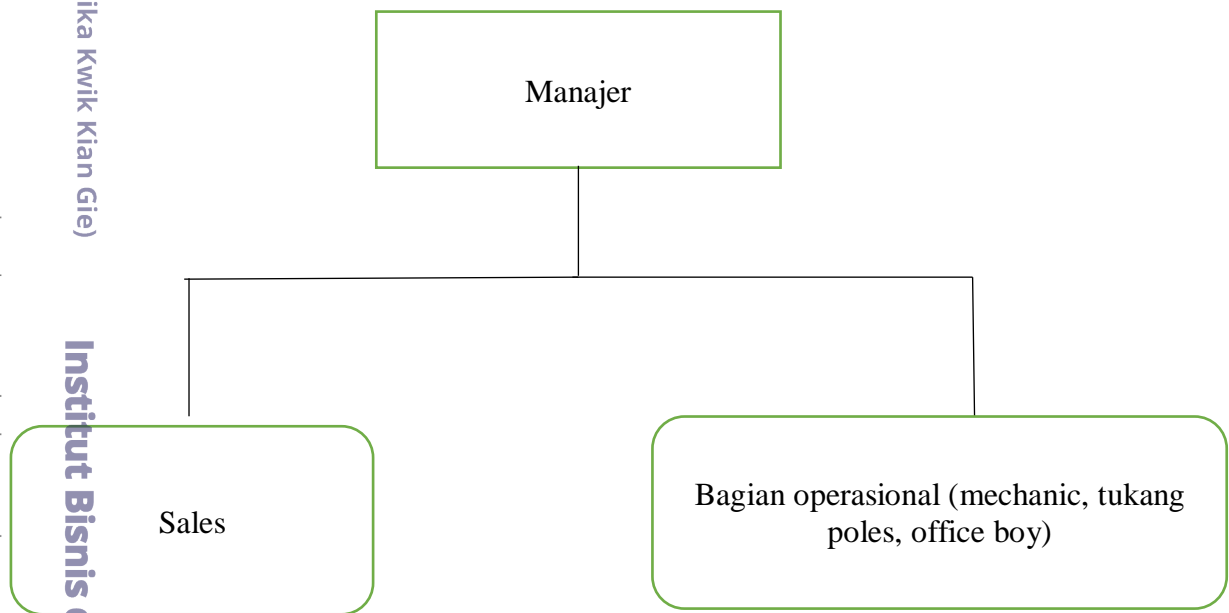 ika Kwik Kian Gie)
Institut Bisnis
Manajer
Sales
Bagian operasional (mechanic, tukang
poles, office boy)